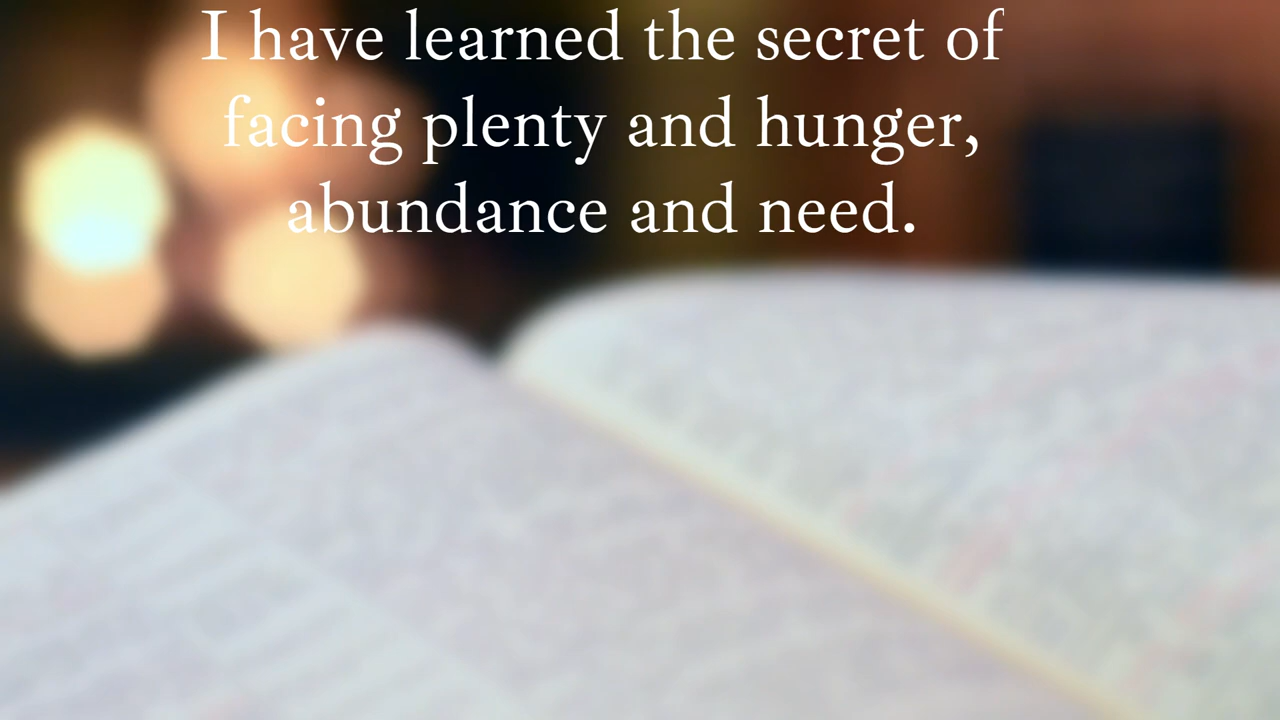 I have learned the secret of
facing plenty and hunger,
abundance and need.